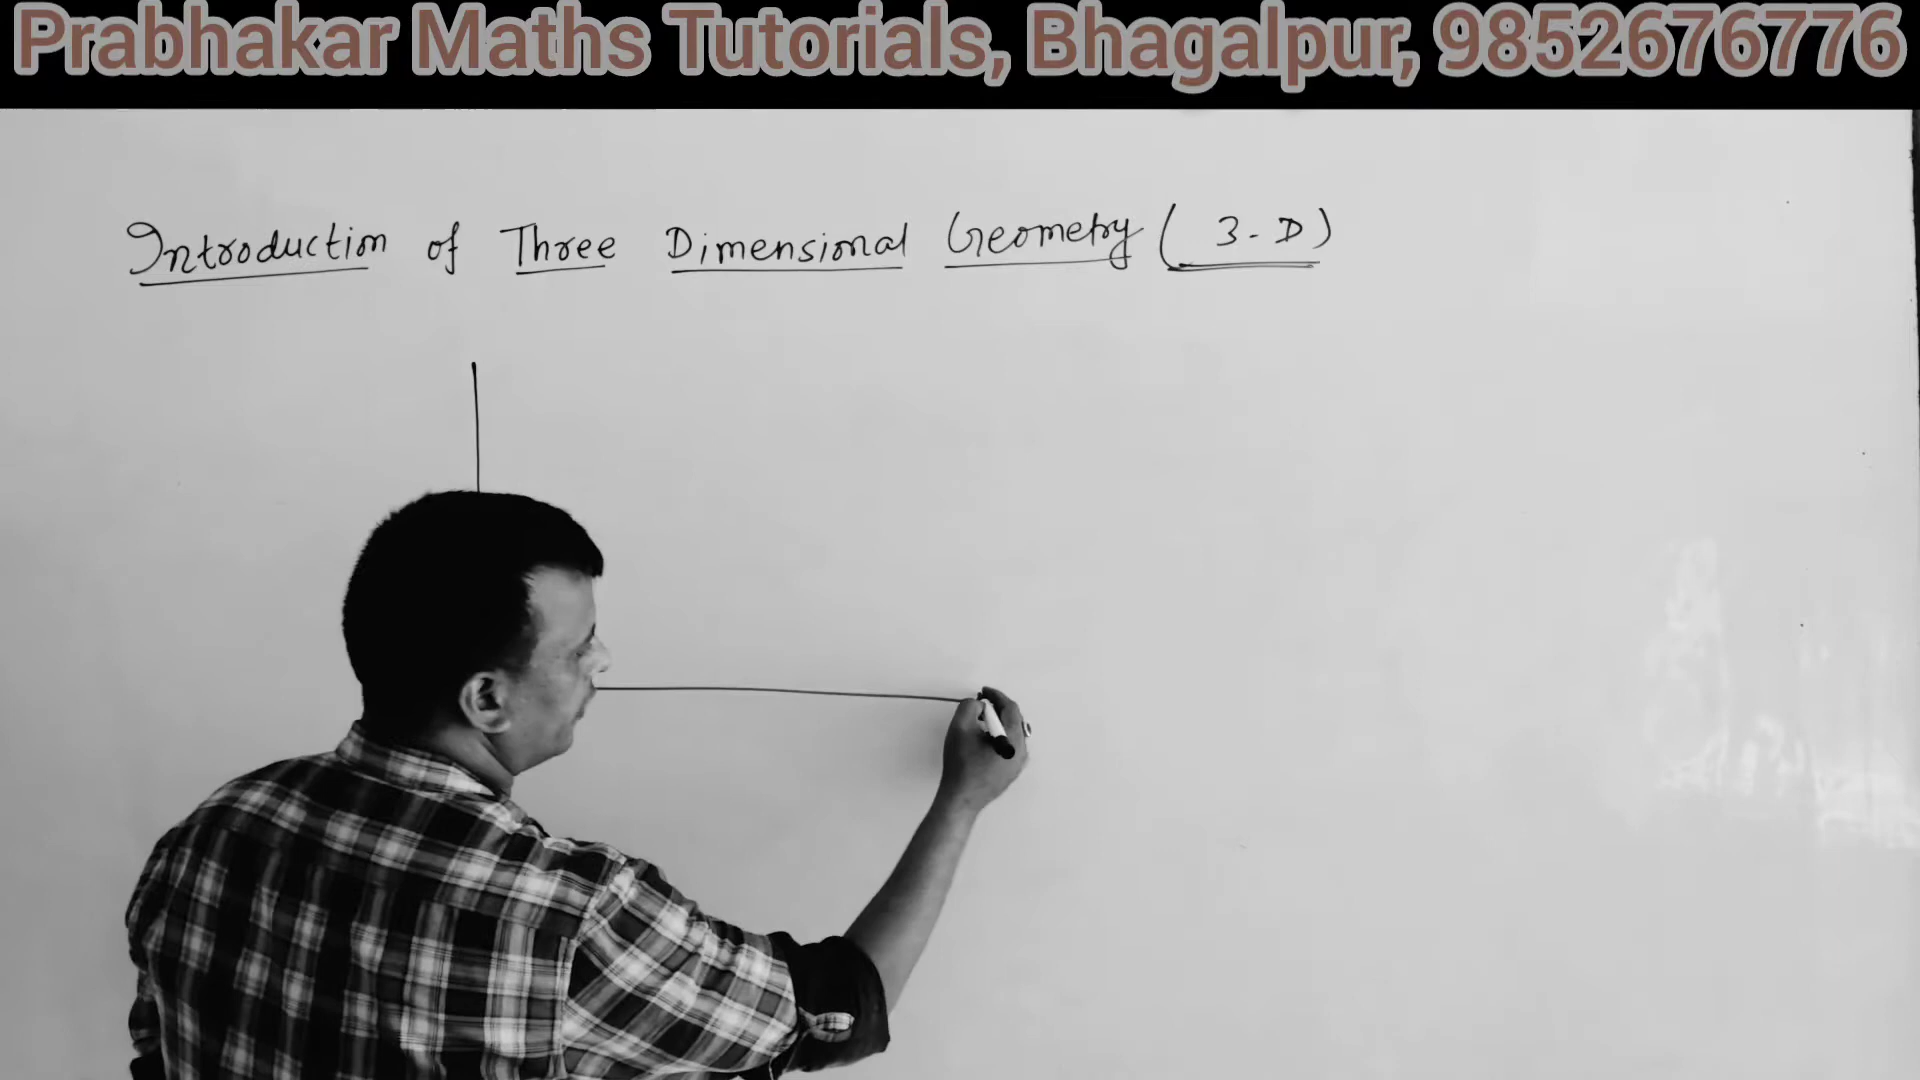 Prabhakar Maths Tutorials, Bhagalpur, 9852676776
Introduction of Three Dimensional Geometry ( 3-D )